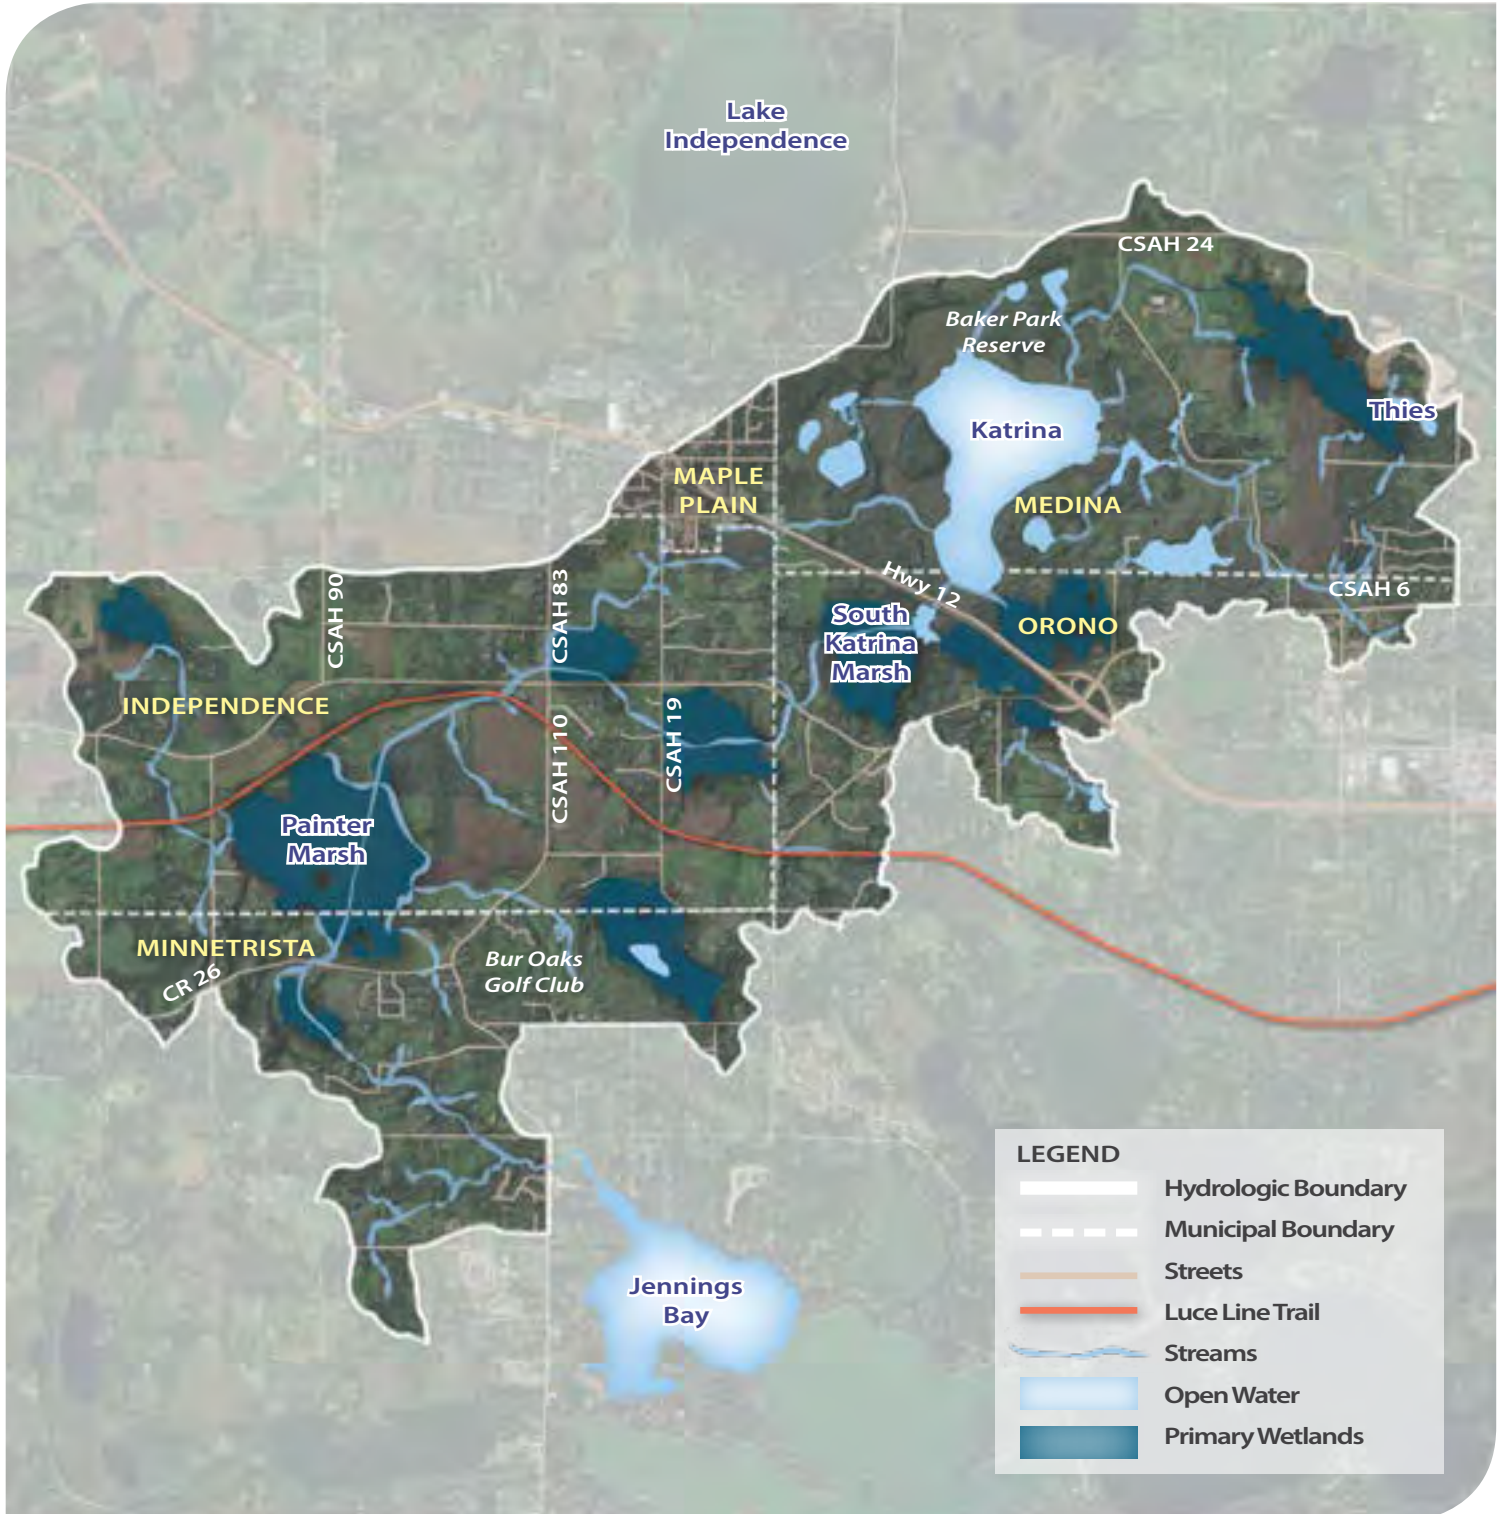 Lake
Independence
CSAH 24
Baker Park
Reserve
Thies
Katrina
MAPLE
PLAIN
MEDINA
Hwy 12
CSAH 6
CSAH 90
CSAH 83
South
Katrina
Marsh
ORONO
INDEPENDENCE
CSAH 110
CSAH 19
Painter
Marsh
MINNETRISTA
CR 26
Bur Oaks
Golf Club
Jennings
Bay
LEGEND
Hydrologic Boundary
Municipal Boundary
Streets
Luce Line Trail
Streams
Open Water
Primary Wetlands